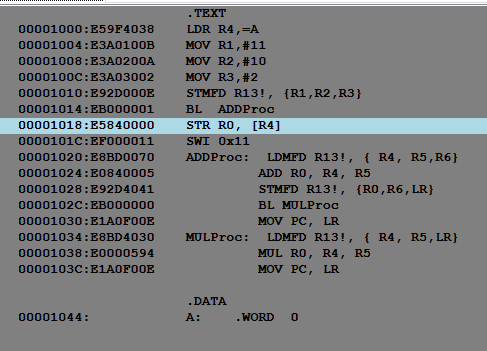 .TEXT
00001000:E59F4038 LDR R4,=A
00001004:E3A0100B MOV R1,#11
00001008:E3A0200A MOV R2,#10
0000100C:E3A03002 MOV R3,#2
00001010:E92D000E STMFD R13!, {R1,R2,R3}
00001014:EB000001 BL ADDProc
00001018:E5840000 STR R0, [R4]
0000101C:EF000011 SWI 0x11
00001020:E8BD0070 ADDProc: LDMFD R13!, { R4, R5,R6}
00001024:E0840005 ADD R0, R4, R5
00001028:E92D4041 STMFD R13!, {R0,R6,LR}
0000102C:EB000000 BL MULProc
00001030:E1A0F00E MOV PC, LR
00001034:E8BD4030 MULProc: LDMFD R13!, { R4, R5,LR}
00001038:E0000594 MUL R0, R4, R5
0000103C:E1A0F00E MOV PC, LR
.DATA
00001044: A: .WORD 0